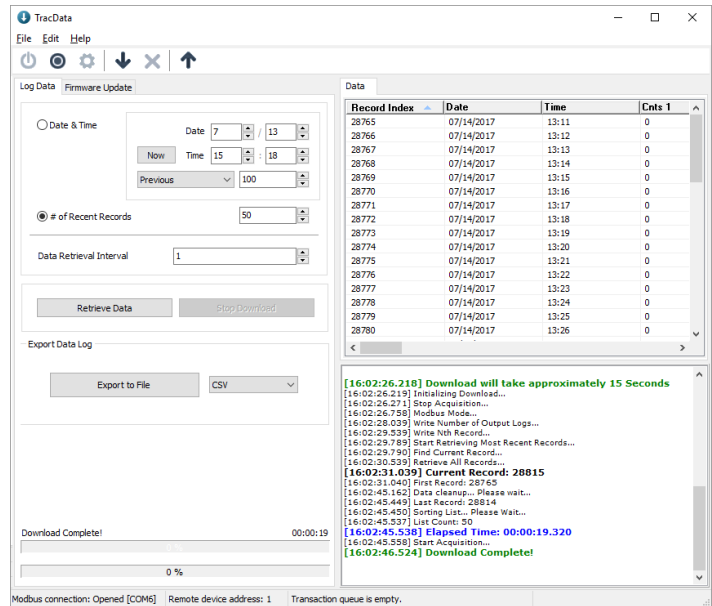 TracData
File Edit Help
Log Data Firmware Update
Date & Time
Date 7 / 13
Now Time 15 : 18
Previous 100
# of Recent Records 50
Data Retrieval Interval 1
Retrieve Data Stop Download
Export Data Log
Export to File CSV
Download Complete! 00:00:19
0 %
0 %
Data
Record Index Date Time Cnts 1
28765 07/14/2017 13:11 0
28766 07/14/2017 13:12 0
28767 07/14/2017 13:13 0
28768 07/14/2017 13:14 0
28769 07/14/2017 13:15 0
28770 07/14/2017 13:16 0
28771 07/14/2017 13:17 0
28772 07/14/2017 13:18 0
28773 07/14/2017 13:19 0
28774 07/14/2017 13:20 0
28775 07/14/2017 13:21 0
28776 07/14/2017 13:22 0
28777 07/14/2017 13:23 0
28778 07/14/2017 13:24 0
28779 07/14/2017 13:25 0
28780 07/14/2017 13:26 0
[16:02:26.218] Download will take approximately 15 Seconds
[16:02:26.219] Initializing Download...
[16:02:26.271] Stop Acquisition...
[16:02:26.758] Modbus Mode...
[16:02:28.039] Write Number of Output Logs...
[16:02:29.539] Write Nth Record...
[16:02:29.789] Start Retrieving Most Recent Records...
[16:02:29.790] Find Current Record...
[16:02:30.539] Retrieve All Records...
[16:02:31.039] Current Record: 28815
[16:02:31.040] First Record: 28765
[16:02:45.162] Data cleanup... Please wait...
[16:02:45.449] Last Record: 28814
[16:02:45.450] Sorting List... Please Wait...
[16:02:45.537] List Count: 50
[16:02:45.538] Elapsed Time: 00:00:19.320
[16:02:45.558] Start Acquisition...
[16:02:46.524] Download Complete!
Modbus connection: Opened [COM6] Remote device address: 1 Transaction queue is empty.